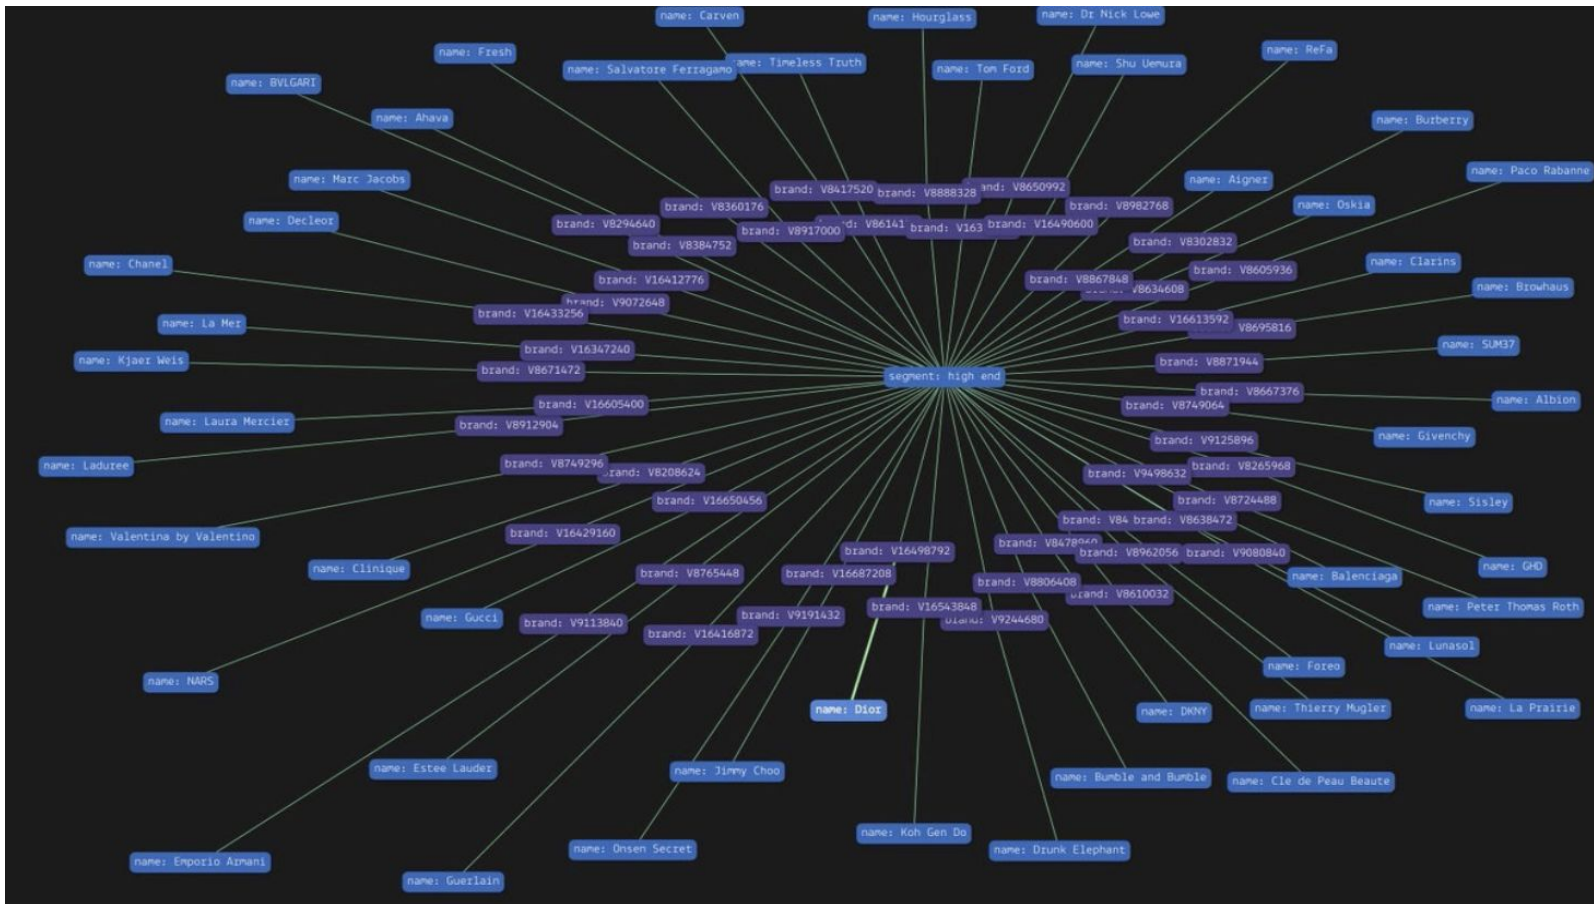 name: Carven
name: Hourglass
name: Dr Nick Lowe
name: Fresh
name: ReFa
name: Salvatore Ferragamo
name: Timeless Truth
name: Tom Ford
name: Shu Uemura
name: BVLGARI
name: Ahava
name: Burberry
name: Marc Jacobs
name: Aigner
name: Paco Rabanne
name: Decleor
name: Oskia
brand: V8417520
brand: V8888328
V8650992
brand: V8360176
brand: V8982768
brand: V8294640
brand: V8917000
brand: V16490600
brand: V8384752
brand: V8302832
name: Chanel
name: Clarins
brand: V16412776
brand: V8867848
brand: V8605936
V8634608
name: Browhaus
V9072648
brand: V16433256
name: La Mer
brand: V16613592
V8695816
brand: V16347240
name: SUM37
name: Kjaer Weis
brand: V8671472
brand: V8871944
segment: high end
brand: V8667376
name: Albion
brand: V16605400
brand: V8749064
name: Laura Mercier
brand: V8912904
name: Givenchy
brand: V9125896
name: Laduree
brand: V8749296
brand: V8208624
brand: V9498632
brand: V8265968
brand: V16650456
brand: V8724488
name: Sisley
brand: V84
brand: V8638472
name: Valentina by Valentino
brand: V16429160
brand: V16498792
brand: V8478960
brand: V8962056
brand: V9080840
name: Clinique
brand: V8765448
brand: V16687208
brand: V8806408
name: Balenciaga
name: GHD
brand: V8610032
name: Gucci
brand: V9113840
brand: V16416872
brand: V9191432
brand: V16543848
brand: V9244680
name: Peter Thomas Roth
name: Lunasol
name: NARS
name: Foreo
name: Dior
name: DKNY
name: Thierry Mugler
name: La Prairie
name: Estee Lauder
name: Jimmy Choo
name: Bumble and Bumble
name: Cle de Peau Beaute
name: Emporio Armani
name: Onsen Secret
name: Koh Gen Do
name: Drunk Elephant
name: Guerlain